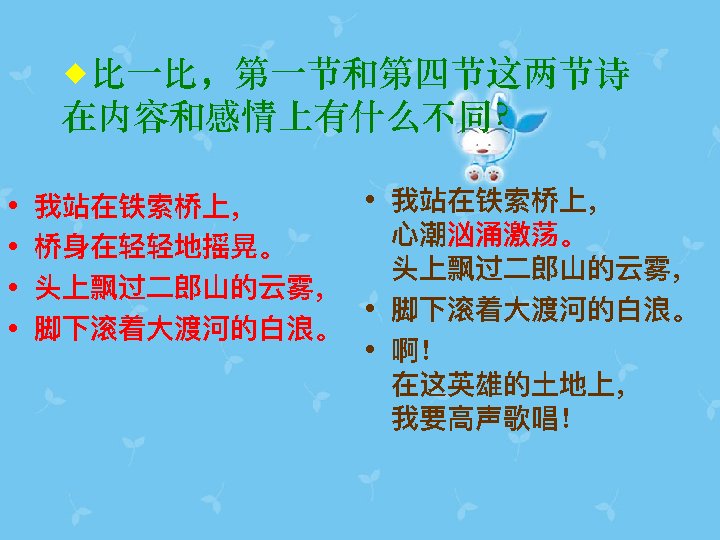 ◆比一比，第一节和第四节这两节诗
在内容和感情上有什么不同?
• 我站在铁索桥上，
• 桥身在轻轻地摇晃。
• 头上飘过二郎山的云雾，
• 脚下滚着大渡河的白浪。
• 我站在铁索桥上，
心潮汹涌激荡。
头上飘过二郎山的云雾，
• 脚下滚着大渡河的白浪。
• 啊！
在这英雄的土地上，
我要高声歌唱！